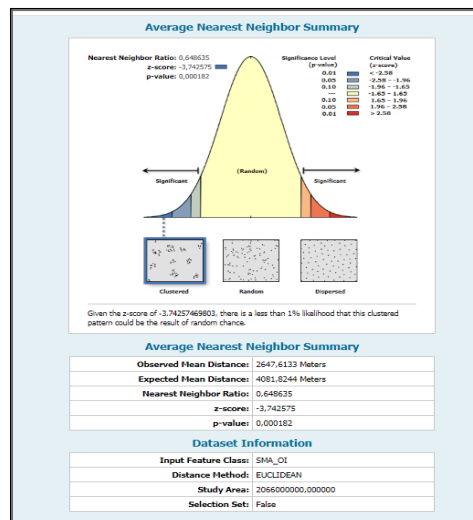 Average Nearest Neighbor Summary
Nearest Neighbor Ratio: 0,648635
z-score: -3,742575
p-value: 0,000182
Significance Level (p-value) Critical Value (z-score)
0.01 < -2.58
0.05 -2.58 - -1.96
0.10 -1.96 - -1.65
--- -1.65 - 1.65
0.10 1.65 - 1.96
0.05 1.96 - 2.58
0.01 > 2.58
Significant (Random) Significant
Clustered Random Dispersed
Given the z-score of -3.74257469803, there is a less than 1% likelihood that this clustered
pattern could be the result of random chance.
Average Nearest Neighbor Summary
Observed Mean Distance: 2647,6133 Meters
Expected Mean Distance: 4081,8244 Meters
Nearest Neighbor Ratio: 0,648635
z-score: -3,742575
p-value: 0,000182
Dataset Information
Input Feature Class: SMA_OI
Distance Method: EUCLIDEAN
Study Area: 2066000000,000000
Selection Set: False